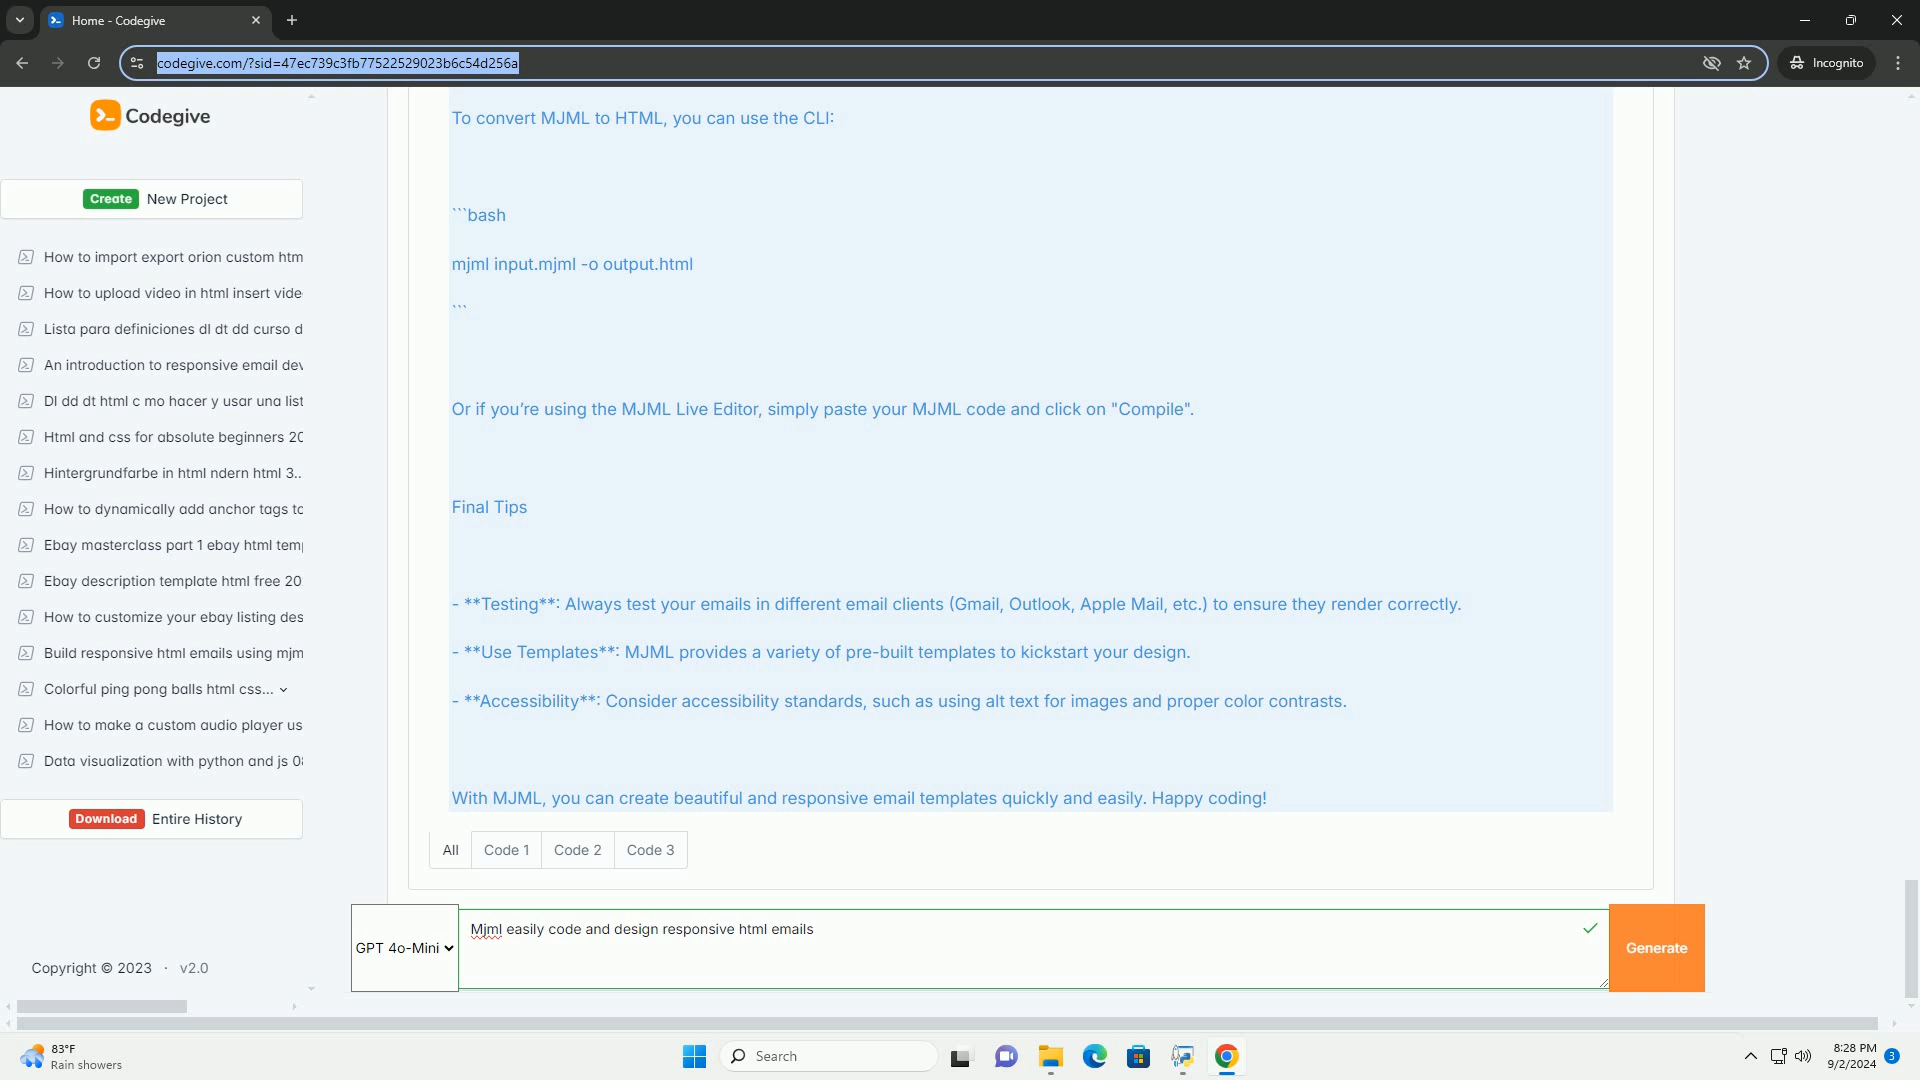 Home - Codegive
codegive.com/?sid=47ec739c3fb77522529023b6c54d256a
Incognito
Codegive
Create New Project
How to import export orion custom htm
How to upload video in html insert vide
Lista para definiciones dl dt dd curso d
An introduction to responsive email dev
Dl dd dt html c mo hacer y usar una list
Html and css for absolute beginners 20
Hintergrundfarbe in html ndern html 3..
How to dynamically add anchor tags to
Ebay masterclass part 1 ebay html temp
Ebay description template html free 20
How to customize your ebay listing des
Build responsive html emails using mjm
Colorful ping pong balls html css...
How to make a custom audio player us
Data visualization with python and js 08
Download Entire History
Copyright © 2023 · v2.0
To convert MJML to HTML, you can use the CLI:
```bash
mjml input.mjml -o output.html
```
Or if you’re using the MJML Live Editor, simply paste your MJML code and click on "Compile".
Final Tips
- **Testing**: Always test your emails in different email clients (Gmail, Outlook, Apple Mail, etc.) to ensure they render correctly.
- **Use Templates**: MJML provides a variety of pre-built templates to kickstart your design.
- **Accessibility**: Consider accessibility standards, such as using alt text for images and proper color contrasts.
With MJML, you can create beautiful and responsive email templates quickly and easily. Happy coding!
All Code 1 Code 2 Code 3
GPT 4o-Mini
Mjml easily code and design responsive html emails
Generate
83°F
Rain showers
Search
8:28 PM
9/2/2024
3